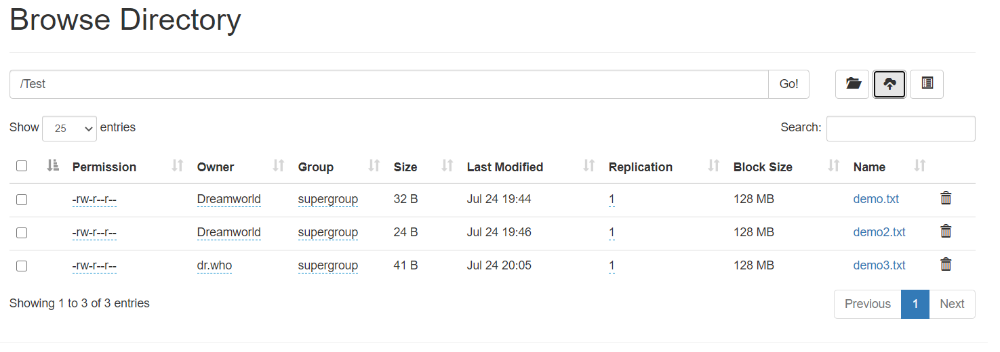 Browse Directory
/Test Go!
Show 25 entries Search:
Permission Owner Group Size Last Modified Replication Block Size Name
-rw-r--r-- Dreamworld supergroup 32 B Jul 24 19:44 1 128 MB demo.txt
-rw-r--r-- Dreamworld supergroup 24 B Jul 24 19:46 1 128 MB demo2.txt
-rw-r--r-- dr.who supergroup 41 B Jul 24 20:05 1 128 MB demo3.txt
Showing 1 to 3 of 3 entries Previous 1 Next